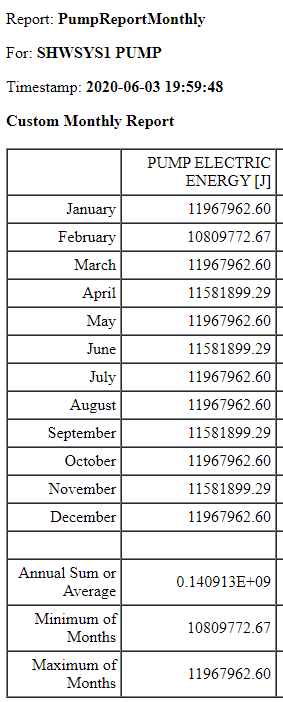 Report: PumpReportMonthly
For: SHWSYS1 PUMP
Timestamp: 2020-06-03 19:59:48
Custom Monthly Report
PUMP ELECTRIC
ENERGY [J]
January 11967962.60
February 10809772.67
March 11967962.60
April 11581899.29
May 11967962.60
June 11581899.29
July 11967962.60
August 11967962.60
September 11581899.29
October 11967962.60
November 11581899.29
December 11967962.60
Annual Sum or
Average 0.140913E+09
Minimum of
Months 10809772.67
Maximum of
Months 11967962.60